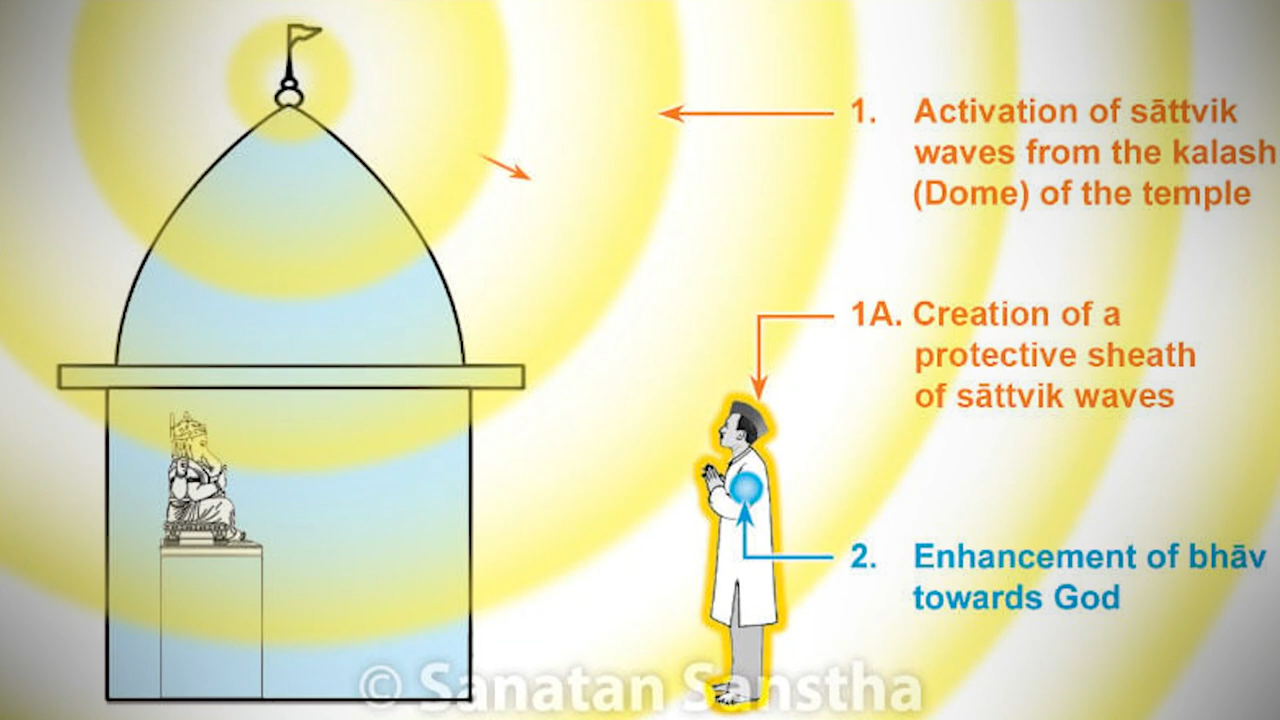 1. Activation of sāttvik
waves from the kalash
(Dome) of the temple
1A. Creation of a
protective sheath
of sāttvik waves
2. Enhancement of bhāv
towards God
© Sanatan Sanstha